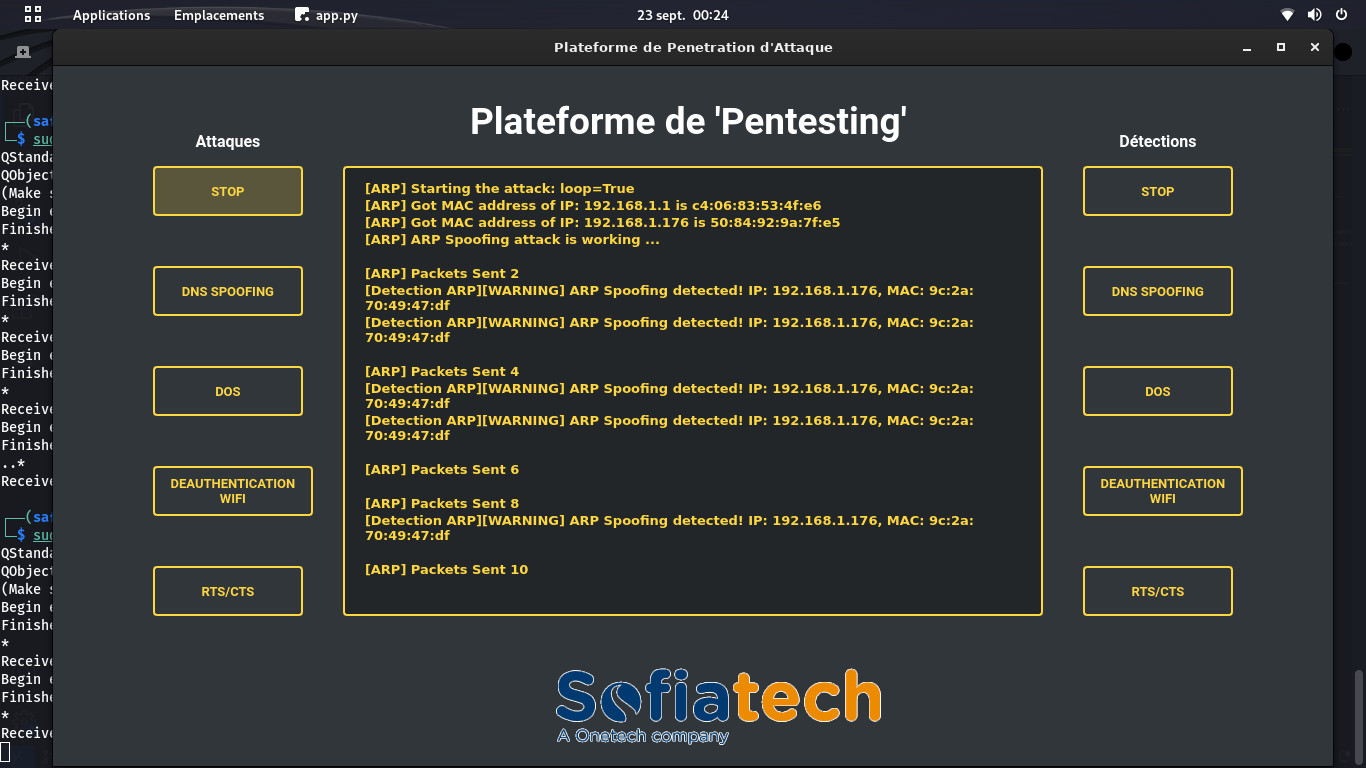 Applications Emplacements app.py 23 sept. 00:24
Plateforme de Penetration d'Attaque
Plateforme de 'Pentesting'
Attaques
STOP
DNS SPOOFING
DOS
DEAUTHENTICATION
WIFI
RTS/CTS
[ARP] Starting the attack: loop=True
[ARP] Got MAC address of IP: 192.168.1.1 is c4:06:83:53:4f:e6
[ARP] Got MAC address of IP: 192.168.1.176 is 50:84:92:9a:7f:e5
[ARP] ARP Spoofing attack is working ...
[ARP] Packets Sent 2
[Detection ARP][WARNING] ARP Spoofing detected! IP: 192.168.1.176, MAC: 9c:2a:
70:49:47:df
[Detection ARP][WARNING] ARP Spoofing detected! IP: 192.168.1.176, MAC: 9c:2a:
70:49:47:df
[ARP] Packets Sent 4
[Detection ARP][WARNING] ARP Spoofing detected! IP: 192.168.1.176, MAC: 9c:2a:
70:49:47:df
[Detection ARP][WARNING] ARP Spoofing detected! IP: 192.168.1.176, MAC: 9c:2a:
70:49:47:df
[ARP] Packets Sent 6
[ARP] Packets Sent 8
[Detection ARP][WARNING] ARP Spoofing detected! IP: 192.168.1.176, MAC: 9c:2a:
70:49:47:df
[ARP] Packets Sent 10
Détections
STOP
DNS SPOOFING
DOS
DEAUTHENTICATION
WIFI
RTS/CTS
Sofiatech
A Onetech company
Receive
(sa
$ su
QStanda
QObject
(Make s
Begin e
Finishe
*
Receive
Begin e
Finishe
*
Receive
Begin e
Finishe
*
Receive
Begin e
Finishe
..*
Receive
(sa
$ su
QStanda
QObject
(Make s
Begin e
Finishe
*
Receive
Begin e
Finishe
*
Receive